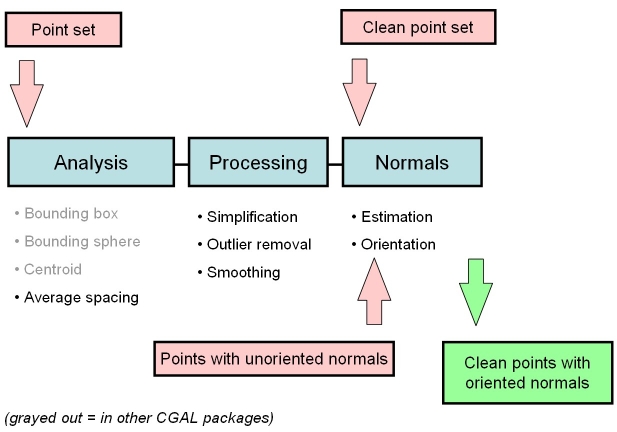 Point set
Clean point set
Analysis
Processing
Normals
• Bounding box
• Bounding sphere
• Centroid
• Average spacing
• Simplification
• Outlier removal
• Smoothing
• Estimation
• Orientation
Points with unoriented normals
Clean points with
oriented normals
(grayed out = in other CGAL packages)